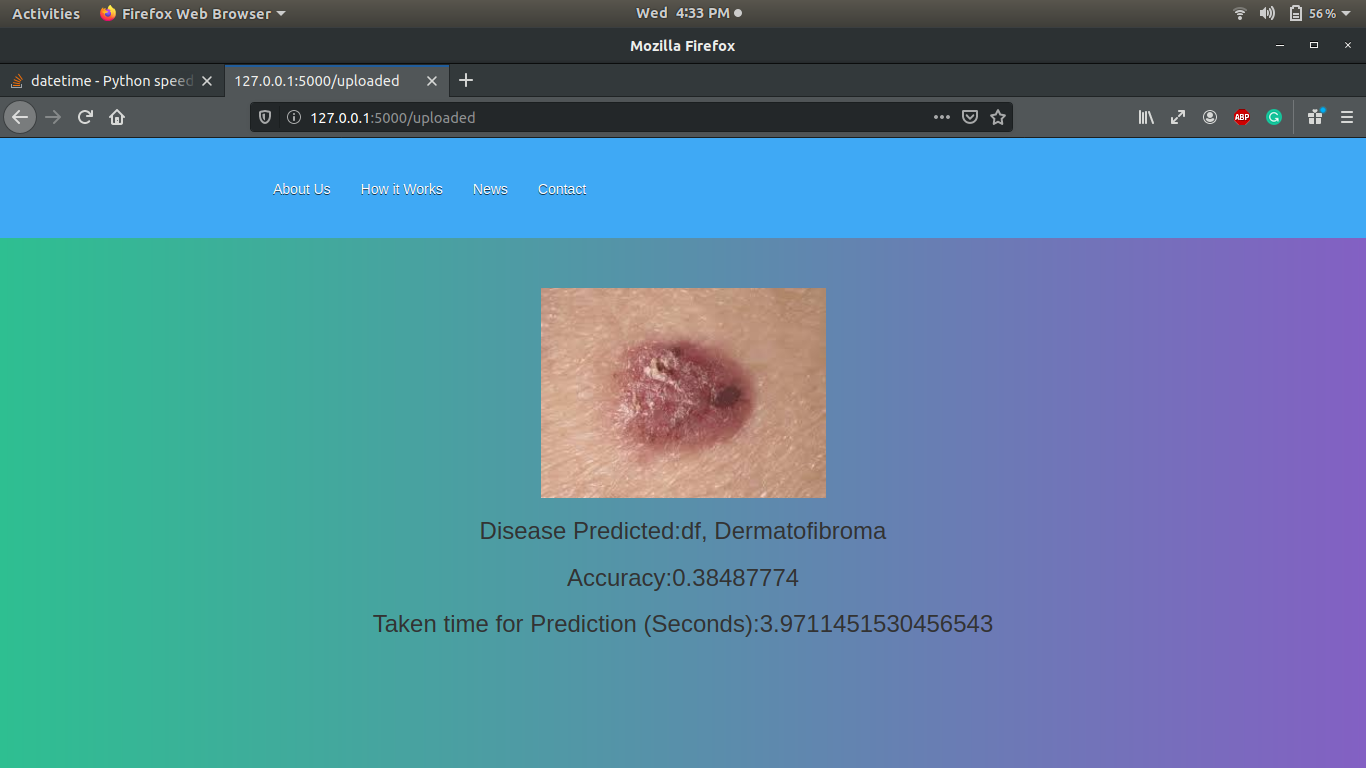 Activities Firefox Web Browser Wed 4:33 PM 56%
Mozilla Firefox
datetime - Python speed 127.0.0.1:5000/uploaded
127.0.0.1:5000/uploaded ABP
About Us How it Works News Contact
Disease Predicted:df, Dermatofibroma
Accuracy:0.38487774
Taken time for Prediction (Seconds):3.9711451530456543